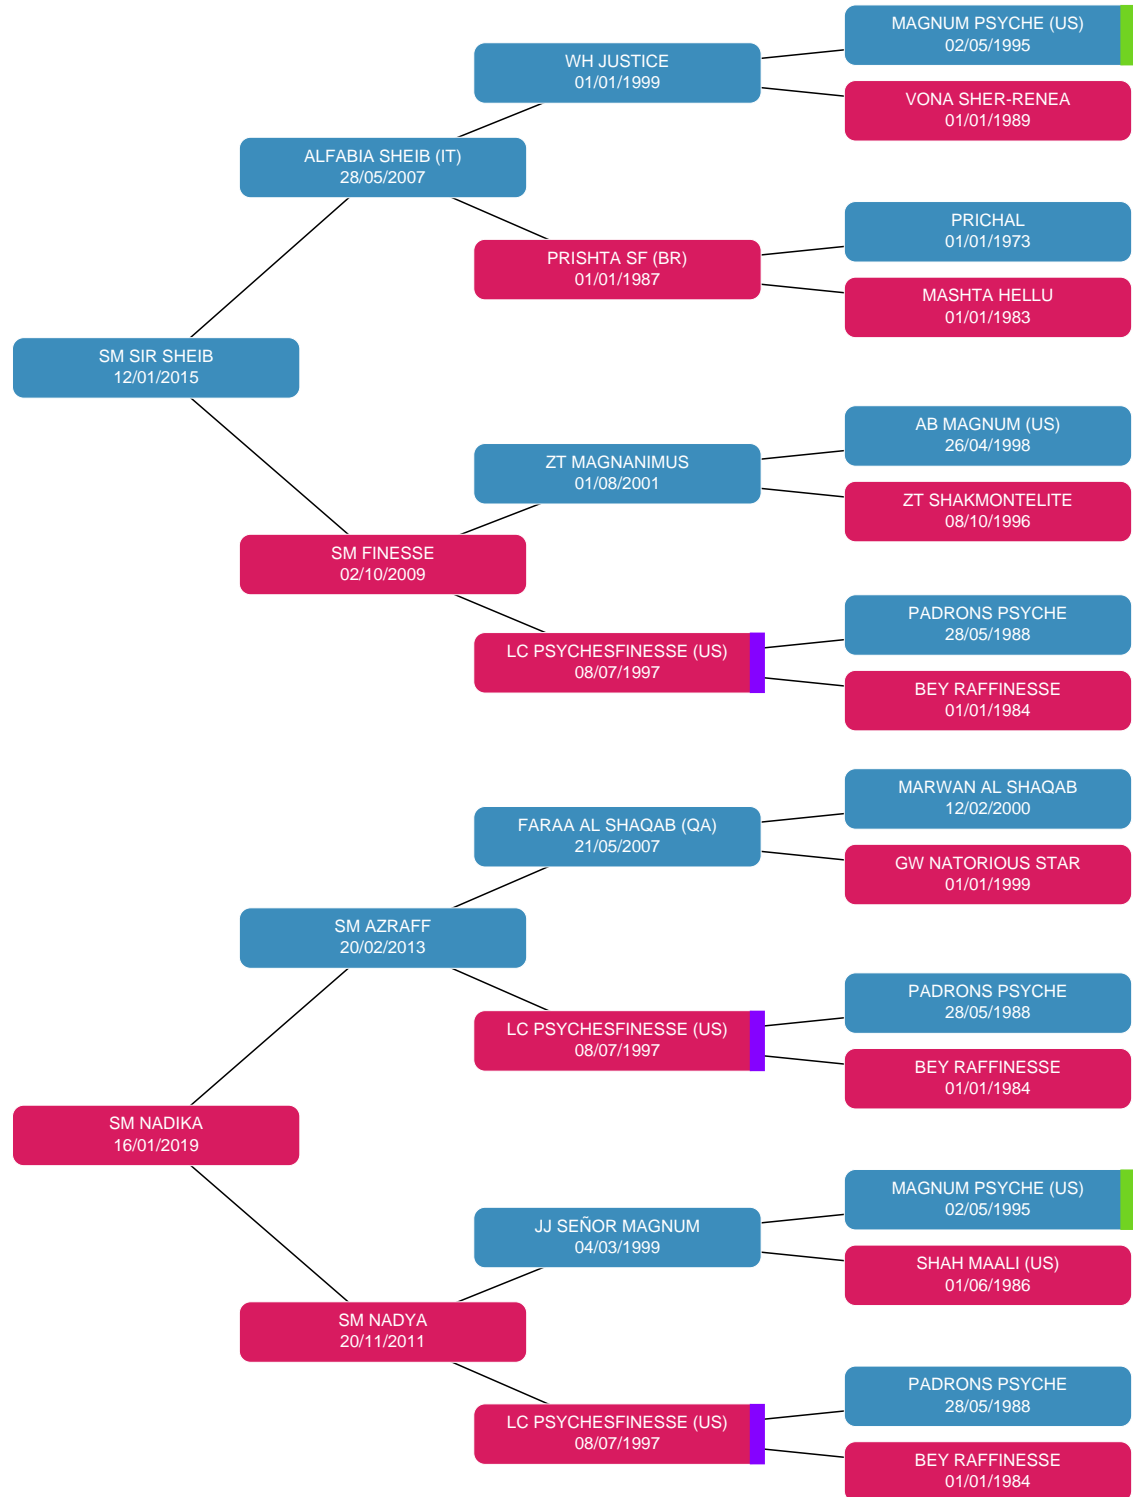 MAGNUM PSYCHE (US)
02/05/1995
WH JUSTICE
01/01/1999
VONA SHER-RENEA
01/01/1989
ALFABIA SHEIB (IT)
28/05/2007
PRICHAL
01/01/1973
PRISHTA SF (BR)
01/01/1987
MASHTA HELLU
01/01/1983
SM SIR SHEIB
12/01/2015
AB MAGNUM (US)
26/04/1998
ZT MAGNANIMUS
01/08/2001
ZT SHAKMONTELITE
08/10/1996
SM FINESSE
02/10/2009
PADRONS PSYCHE
28/05/1988
LC PSYCHESFINESSE (US)
08/07/1997
BEY RAFFINESSE
01/01/1984
MARWAN AL SHAQAB
12/02/2000
FARAA AL SHAQAB (QA)
21/05/2007
GW NATORIOUS STAR
01/01/1999
SM AZRAFF
20/02/2013
PADRONS PSYCHE
28/05/1988
LC PSYCHESFINESSE (US)
08/07/1997
BEY RAFFINESSE
01/01/1984
SM NADIKA
16/01/2019
MAGNUM PSYCHE (US)
02/05/1995
JJ SEÑOR MAGNUM
04/03/1999
SHAH MAALI (US)
01/06/1986
SM NADYA
20/11/2011
PADRONS PSYCHE
28/05/1988
LC PSYCHESFINESSE (US)
08/07/1997
BEY RAFFINESSE
01/01/1984